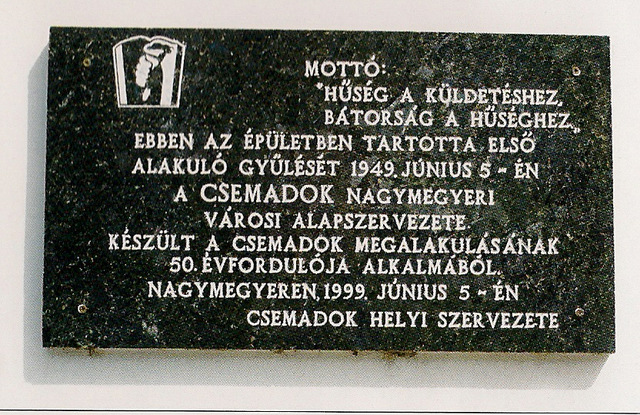 MOTTÓ:
"HŰSÉG A KÜLDETÉSHEZ,
BÁTORSÁG A HŰSÉGHEZ„
EBBEN AZ ÉPÜLETBEN TARTOTTA ELSŐ
ALAKULÓ GYŰLÉSÉT 1949. JÚNIUS 5 - ÉN
A CSEMADOK NAGYMEGYERI
VÁROSI ALAPSZERVEZETE.
KÉSZÜLT A CSEMADOK MEGALAKULÁSÁNAK
50. ÉVFORDULÓJA ALKALMÁBÓL.
NAGYMEGYEREN, 1999. JÚNIUS 5 - ÉN
CSEMADOK HELYI SZERVEZETE